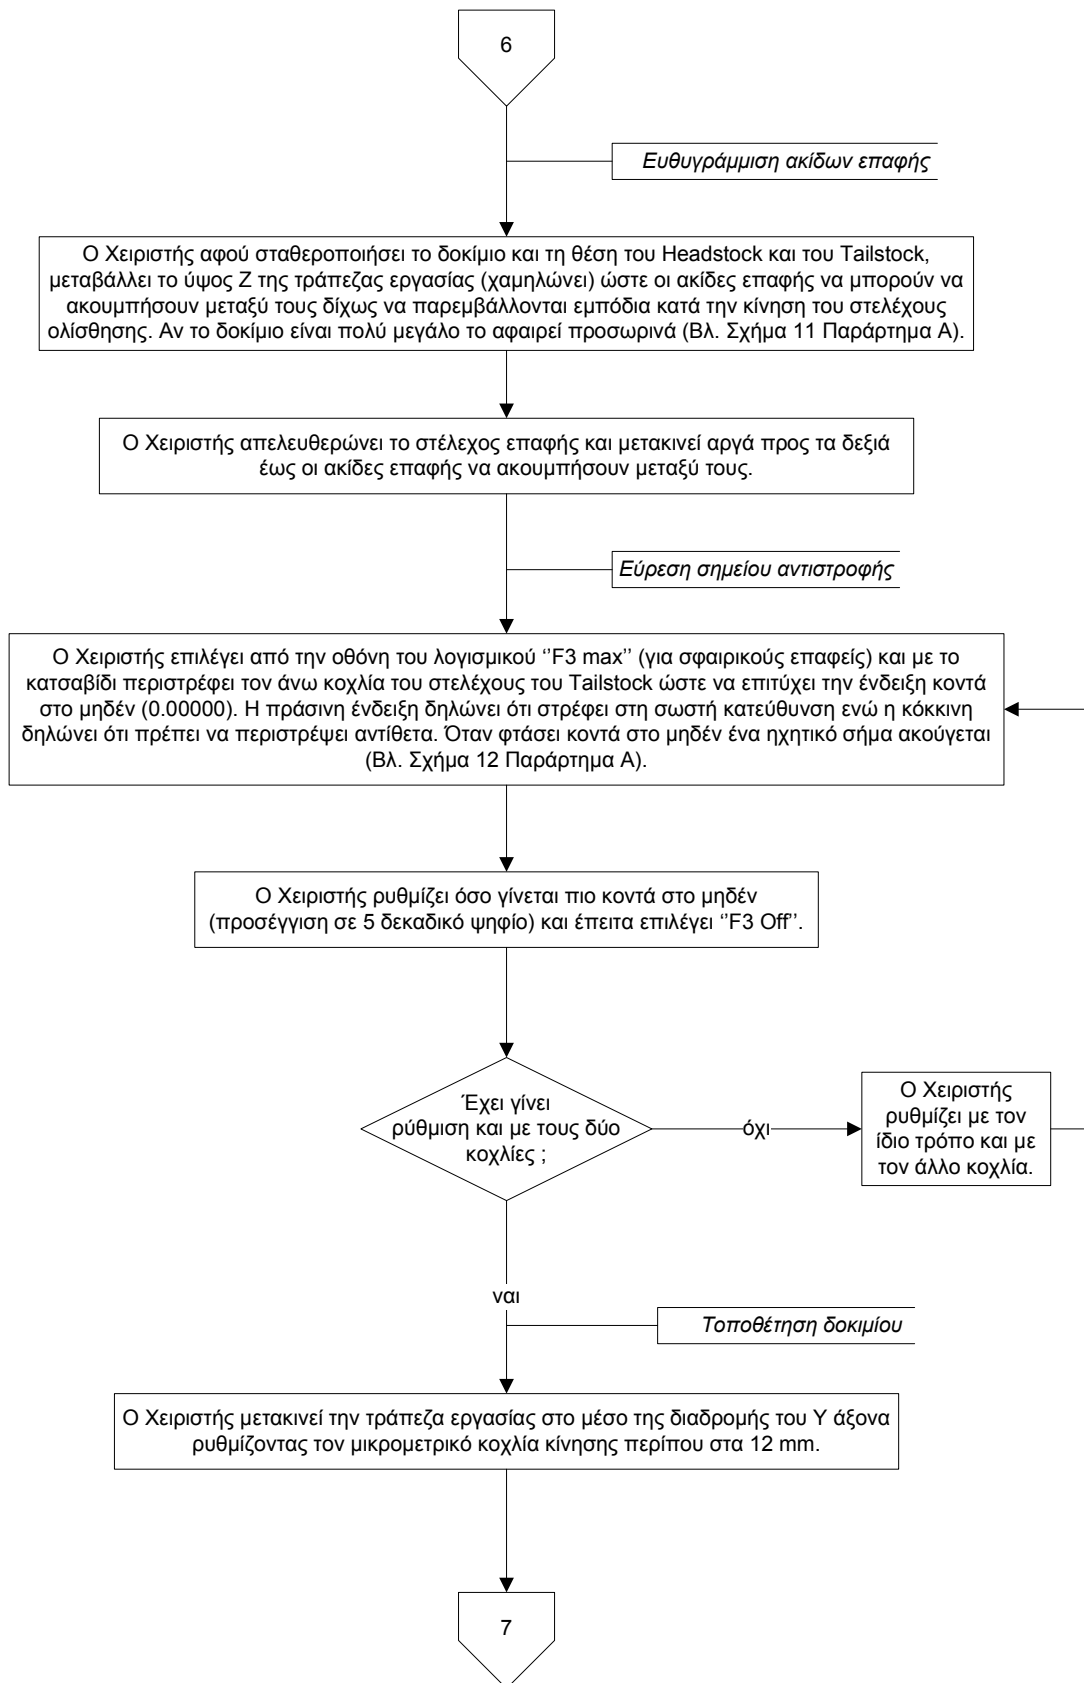 6
Ευθυγράμμιση ακίδων επαφής
Ο Χειριστής αφού σταθεροποιήσει το δοκίμιο και τη θέση του Headstock και του Tailstock,
μεταβάλλει το ύψος Ζ της τράπεζας εργασίας (χαμηλώνει) ώστε οι ακίδες επαφής να μπορούν να
ακουμπήσουν μεταξύ τους δίχως να παρεμβάλλονται εμπόδια κατά την κίνηση του στελέχους
ολίσθησης. Αν το δοκίμιο είναι πολύ μεγάλο το αφαιρεί προσωρινά (Βλ. Σχήμα 11 Παράρτημα Α).
Ο Χειριστής απελευθερώνει το στέλεχος επαφής και μετακινεί αργά προς τα δεξιά
έως οι ακίδες επαφής να ακουμπήσουν μεταξύ τους.
Εύρεση σημείου αντιστροφής
Ο Χειριστής επιλέγει από την οθόνη του λογισμικού ‘’F3 max’’ (για σφαιρικούς επαφείς) και με το
κατσαβίδι περιστρέφει τον άνω κοχλία του στελέχους του Tailstock ώστε να επιτύχει την ένδειξη κοντά
στο μηδέν (0.00000). Η πράσινη ένδειξη δηλώνει ότι στρέφει στη σωστή κατεύθυνση ενώ η κόκκινη
δηλώνει ότι πρέπει να περιστρέψει αντίθετα. Όταν φτάσει κοντά στο μηδέν ένα ηχητικό σήμα ακούγεται
(Βλ. Σχήμα 12 Παράρτημα Α).
Ο Χειριστής ρυθμίζει όσο γίνεται πιο κοντά στο μηδέν
(προσέγγιση σε 5 δεκαδικό ψηφίο) και έπειτα επιλέγει ‘’F3 Off’’.
Έχει γίνει
ρύθμιση και με τους δύο
κοχλίες ;
όχι
Ο Χειριστής
ρυθμίζει με τον
ίδιο τρόπο και με
τον άλλο κοχλία.
ναι
Τοποθέτηση δοκιμίου
Ο Χειριστής μετακινεί την τράπεζα εργασίας στο μέσο της διαδρομής του Υ άξονα
ρυθμίζοντας τον μικρομετρικό κοχλία κίνησης περίπου στα 12 mm.
7